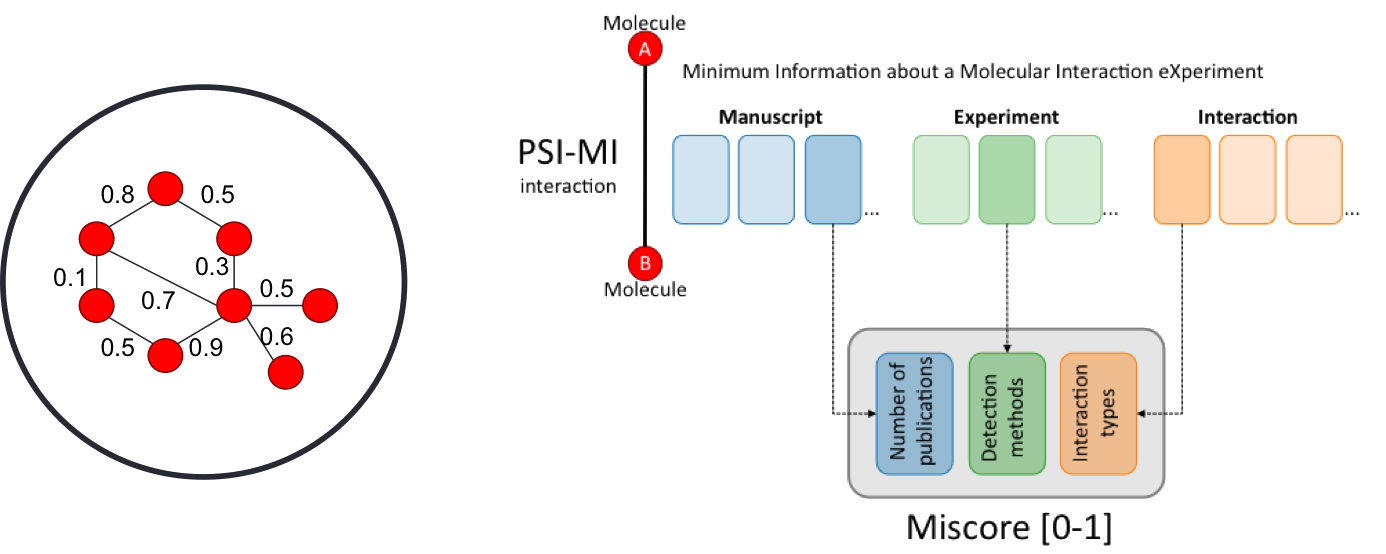 0.8
0.5
0.3
0.1
0.7
0.5
0.5
0.9
0.6
Molecule
A
Minimum Information about a Molecular Interaction eXperiment
Manuscript
Experiment
Interaction
PSI-MI
interaction
...
...
...
B
Molecule
Number of
publications
Detection
methods
Interaction
types
Miscore [0-1]